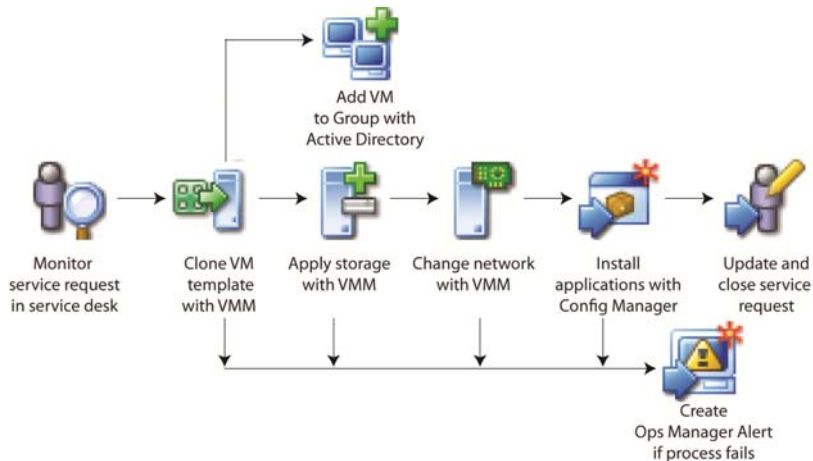 Add VM
to Group with
Active Directory
Monitor
service request
in service desk
Clone VM
template
with VMM
Apply storage
with VMM
Change network
with VMM
Install
applications with
Config Manager
Update and
close service
request
Create
Ops Manager Alert
if process fails